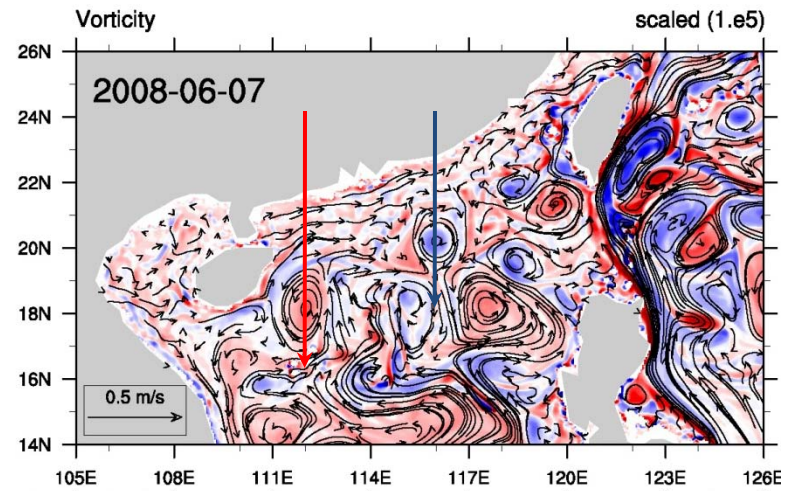 Vorticity scaled (1.e5)
26N
2008-06-07
24N
22N
20N
18N
16N
0.5 m/s
14N
105E 108E 111E 114E 117E 120E 123E 126E